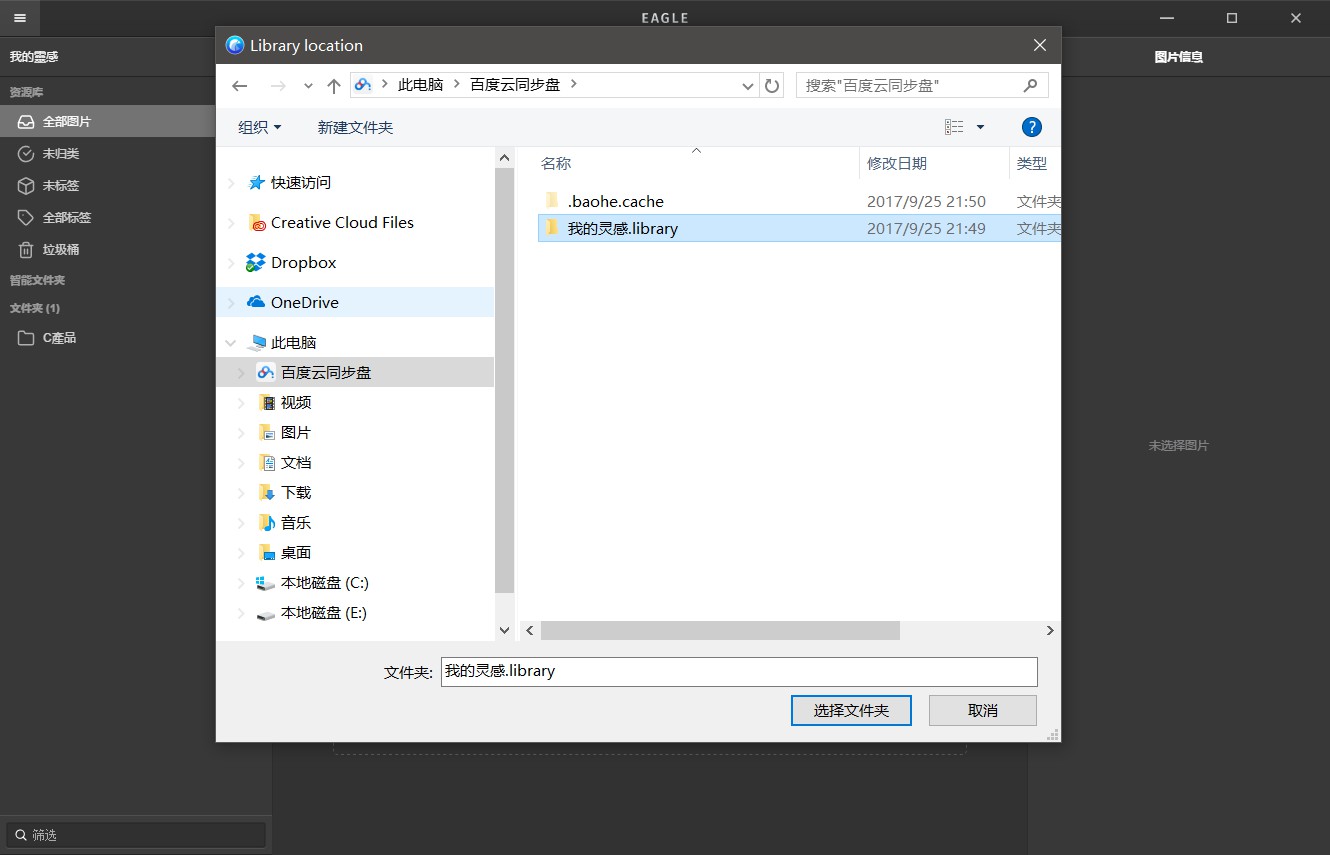 EAGLE
我的靈感
资源库
全部图片
未归类
未标签
全部标签
垃圾桶
智能文件夹
文件夹 (1)
C產品
筛选
Library location
此电脑
百度云同步盘
搜索"百度云同步盘"
组织
新建文件夹
?
快速访问
Creative Cloud Files
Dropbox
OneDrive
此电脑
百度云同步盘
视频
图片
文档
下载
音乐
桌面
本地磁盘 (C:)
本地磁盘 (E:)
名称 修改日期 类型
.baohe.cache 2017/9/25 21:50 文件夹
我的灵感.library 2017/9/25 21:49 文件夹
文件夹: 我的灵感.library
选择文件夹 取消
图片信息
未选择图片